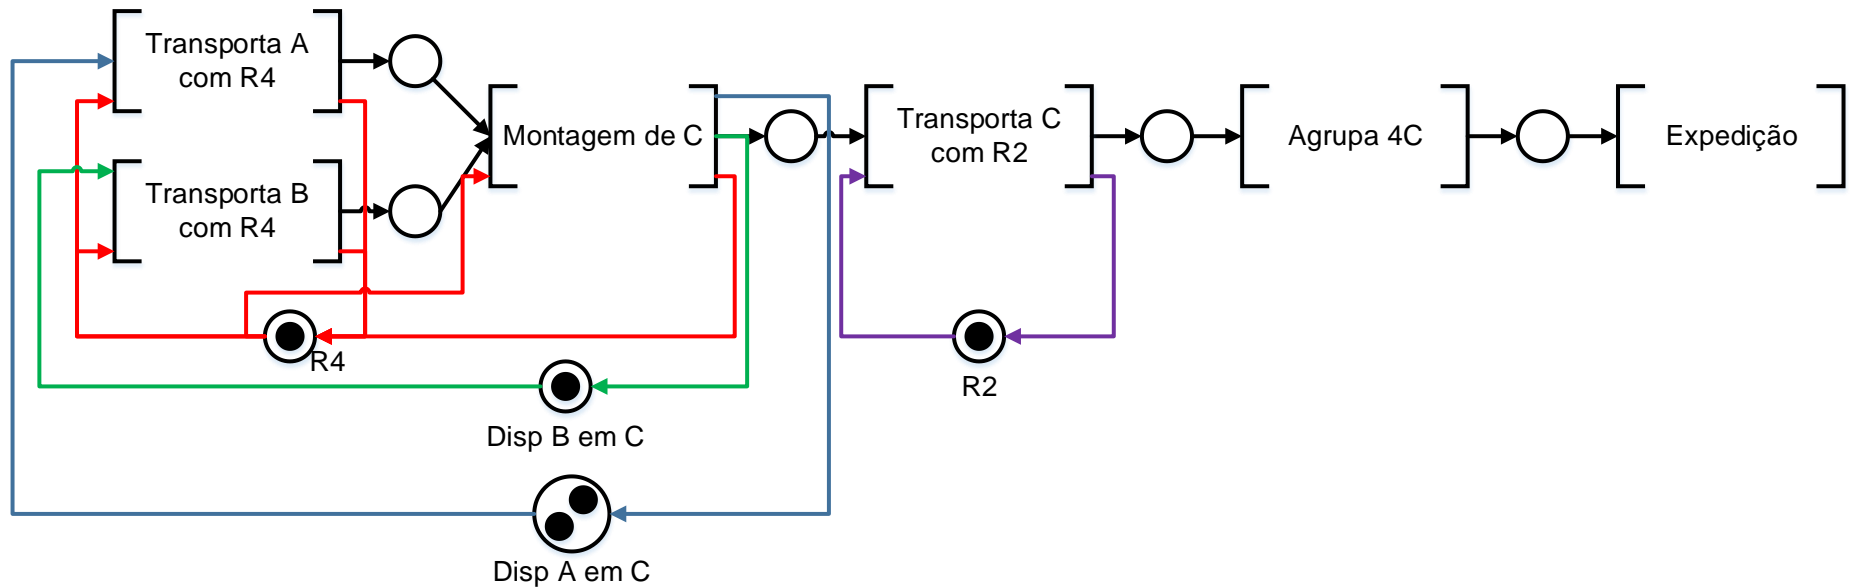 Transporta A
com R4
Transporta B
com R4
Montagem de C
Transporta C
com R2
Agrupa 4C
Expedição
R4
R2
Disp B em C
Disp A em C